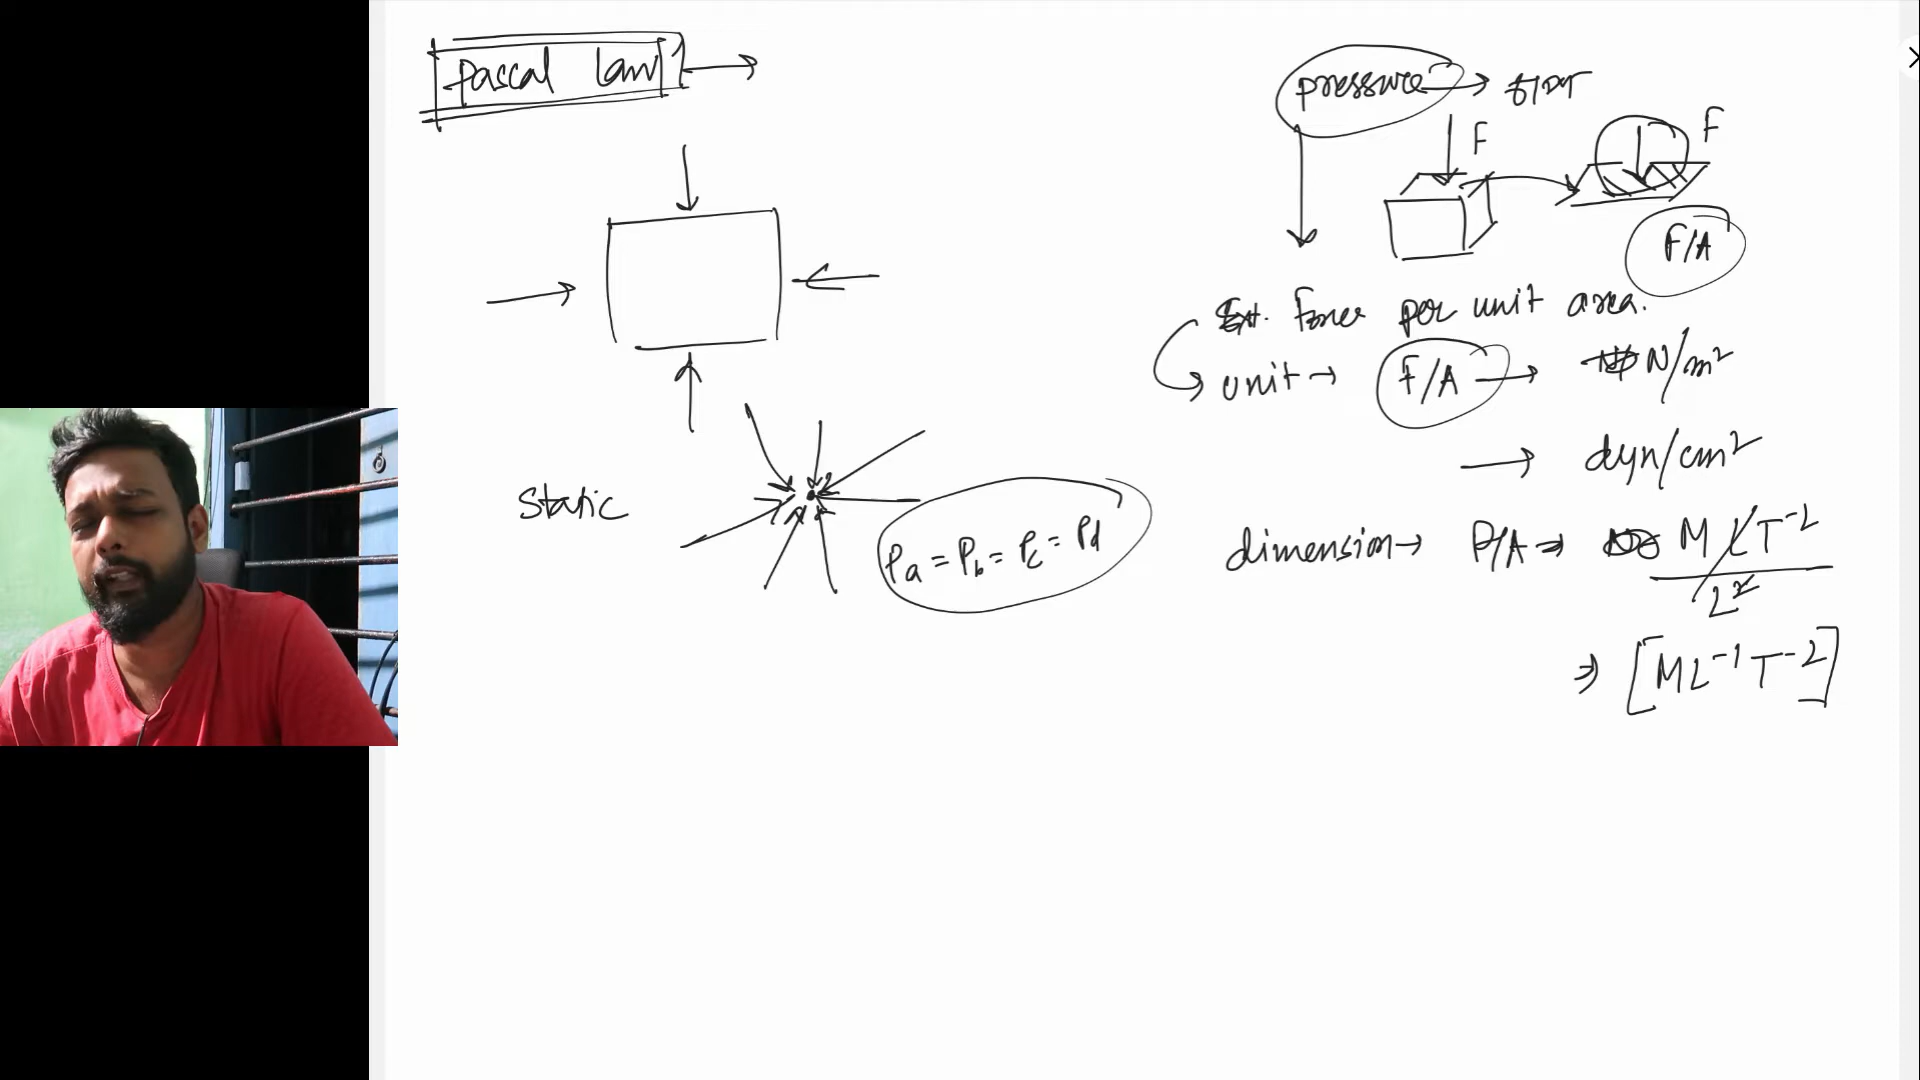 Pascal law →
Static
Pa = Pb = Pc = Pd
pressure →
F
F
F/A
Ext. Force per unit area.
unit → F/A → N/m²
→ dyn/cm²
dimension → F/A ⇒ M L T⁻²
L²
⇒ [ML⁻¹T⁻²]